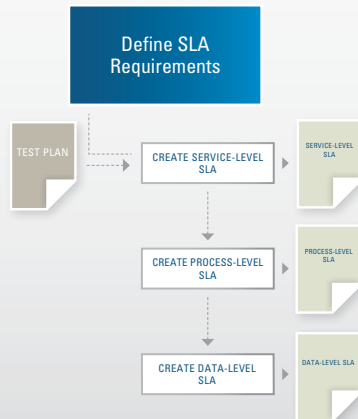 Define SLA
Requirements
TEST PLAN
CREATE SERVICE-LEVEL
SLA
SERVICE-LEVEL
SLA
CREATE PROCESS-LEVEL
SLA
PROCESS-LEVEL
SLA
CREATE DATA-LEVEL
SLA
DATA-LEVEL SLA